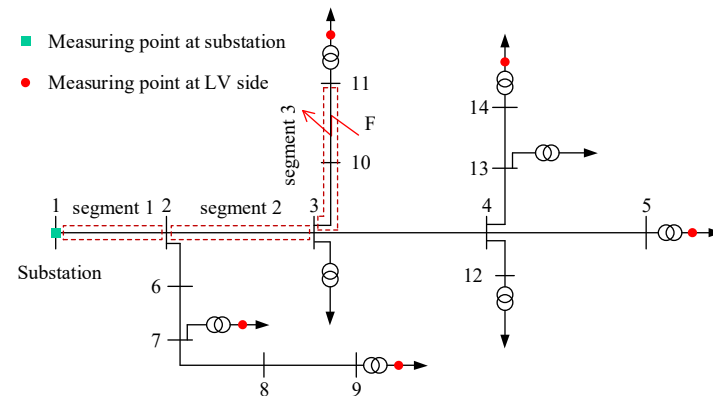 Measuring point at substation
Measuring point at LV side
11
14
segment 3
F
10
13
1 segment 1 2 segment 2 3 4 5
Substation
12
6
7
8 9